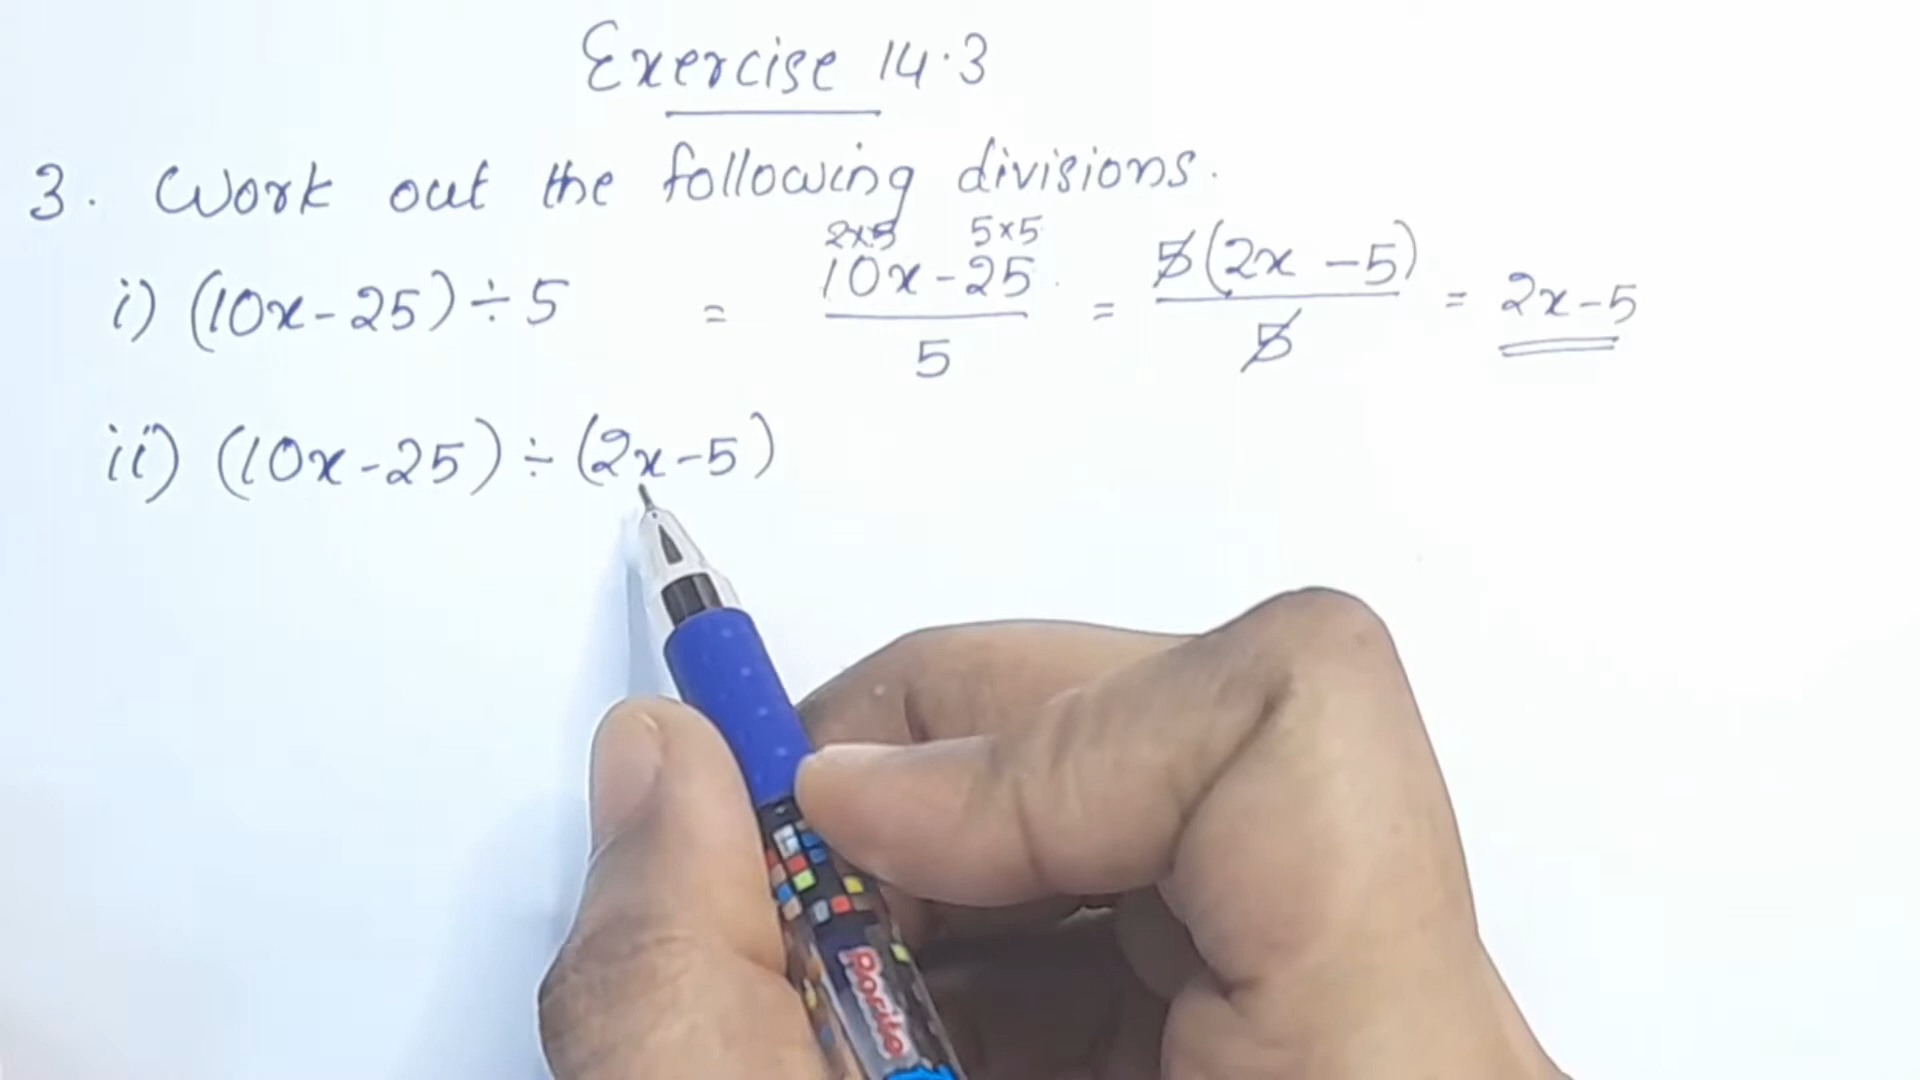 Exercise 14.3
3. Work out the following divisions.
2×5 5×5
i) (10x-25)÷5 = 10x-25/5 = 5(2x-5)/5 = 2x-5
ii) (10x-25)÷(2x-5)
Rorito